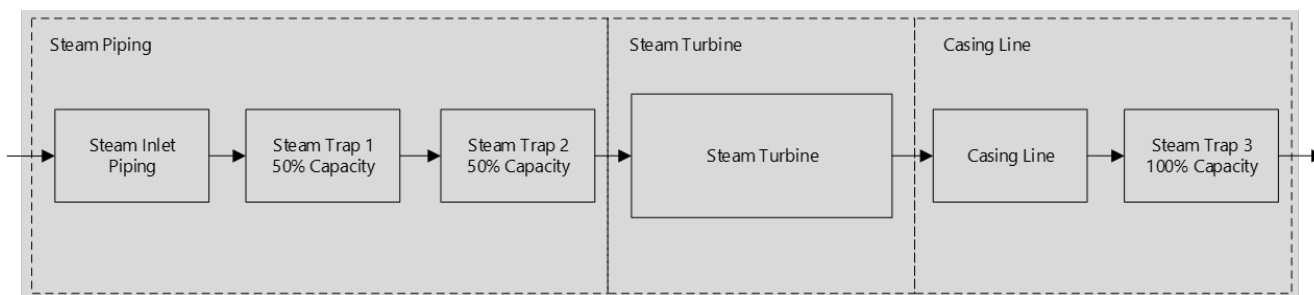 Steam Piping
Steam Turbine
Casing Line
Steam Inlet
Piping
Steam Trap 1
50% Capacity
Steam Trap 2
50% Capacity
Steam Turbine
Casing Line
Steam Trap 3
100% Capacity